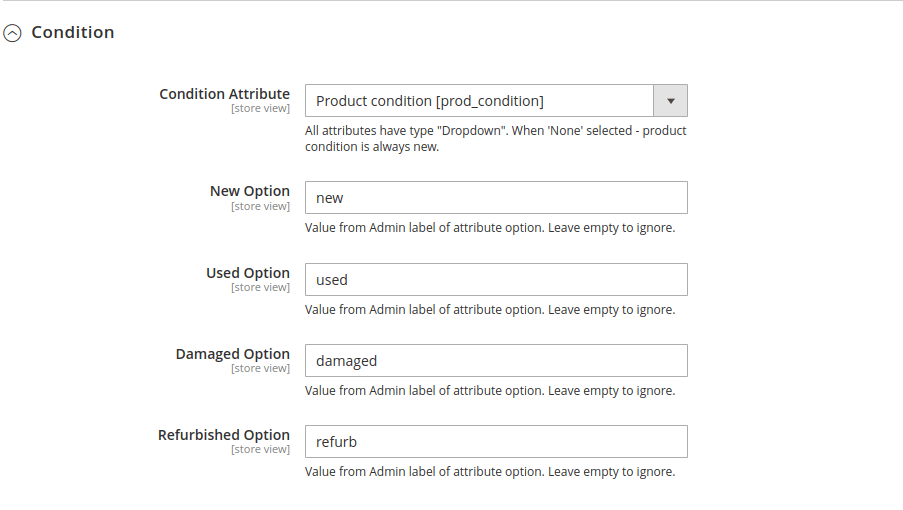 Condition
Condition Attribute
[store view]
Product condition [prod_condition]
All attributes have type "Dropdown". When 'None' selected - product
condition is always new.
New Option
[store view]
new
Value from Admin label of attribute option. Leave empty to ignore.
Used Option
[store view]
used
Value from Admin label of attribute option. Leave empty to ignore.
Damaged Option
[store view]
damaged
Value from Admin label of attribute option. Leave empty to ignore.
Refurbished Option
[store view]
refurb
Value from Admin label of attribute option. Leave empty to ignore.